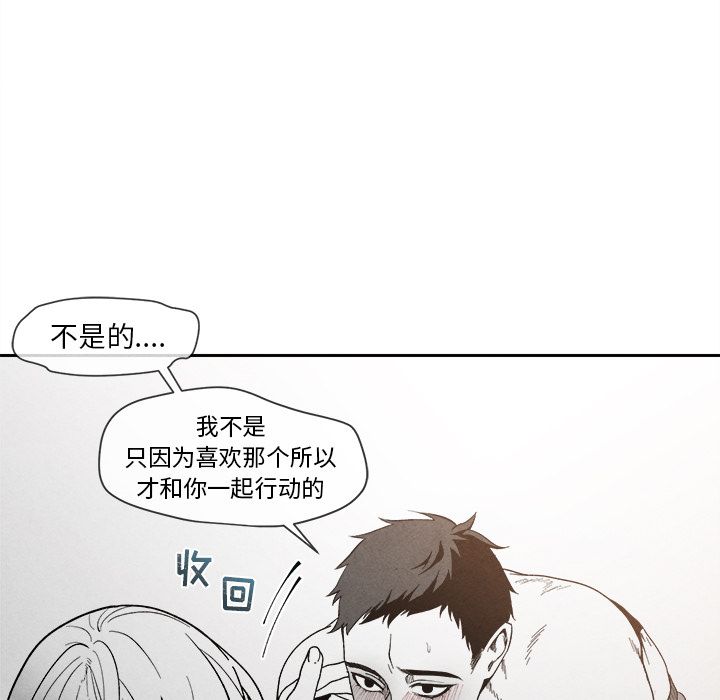 不是的....
我不是
只因为喜欢那个所以
才和你一起行动的
收回